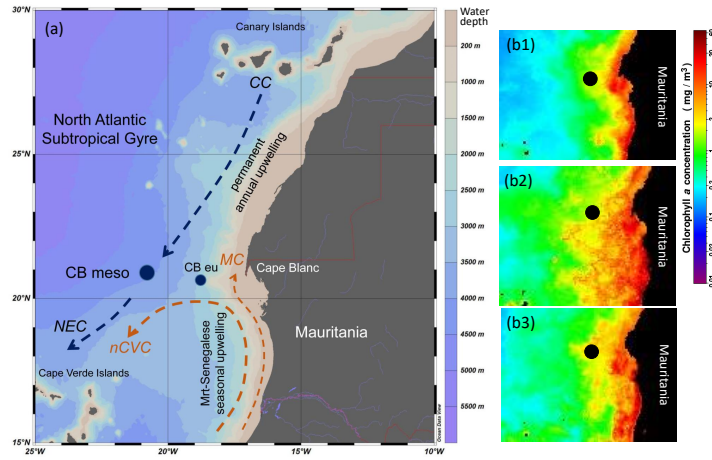 (a)
Canary Islands
CC
North Atlantic
Subtropical Gyre
permanent
annual upwelling
MC
CB meso
CB eu
Cape Blanc
NEC
nCVC
Mauritania
Mrt-Senegalese
seasonal upwelling
Cape Verde Islands
30°N
25°N
20°N
15°N
25°W
20°W
15°W
10°W
Ocean Data View
Water
depth
200 m
1000 m
1500 m
2000 m
2500 m
3000 m
3500 m
4000 m
4500 m
5000 m
5500 m
(b1)
Mauritania
(b2)
Mauritania
(b3)
Mauritania
Chlorophyll a concentration ( mg / m³)